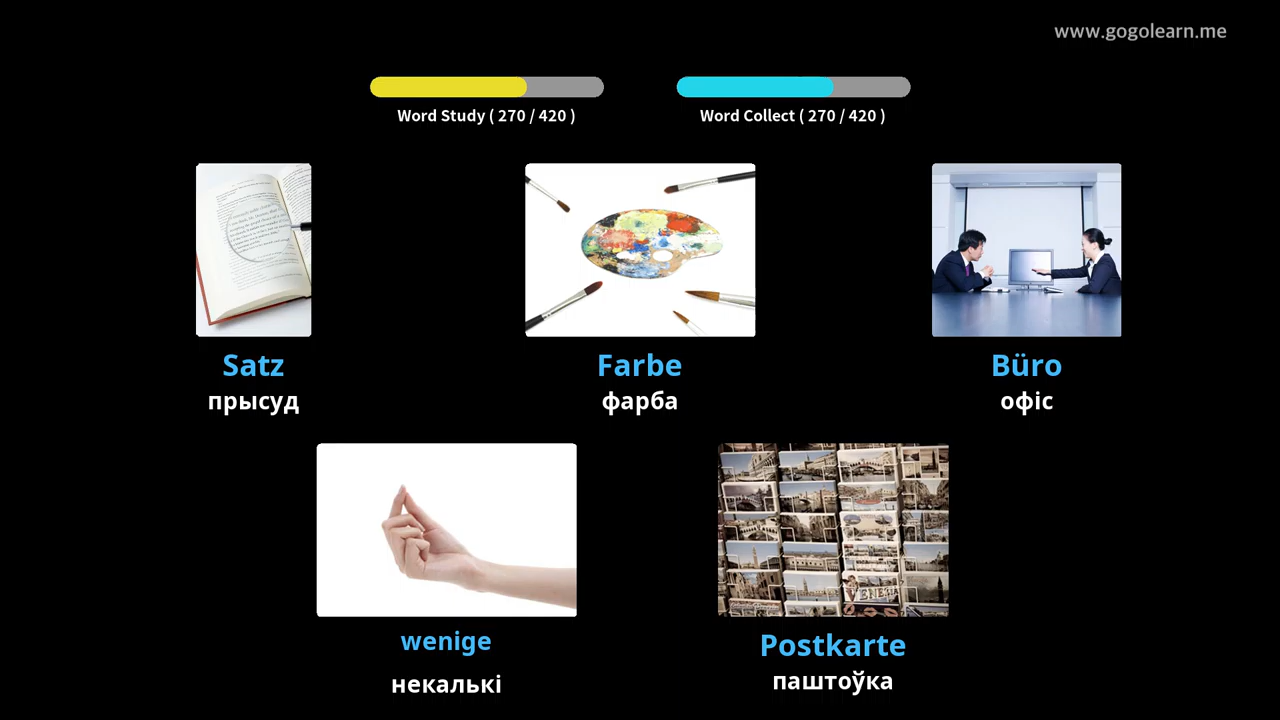 www.gogolearn.me
Word Study ( 270 / 420 )
Word Collect ( 270 / 420 )
Satz
прысуд
Farbe
фарба
Büro
офіс
wenige
некалькі
Postkarte
паштоўка